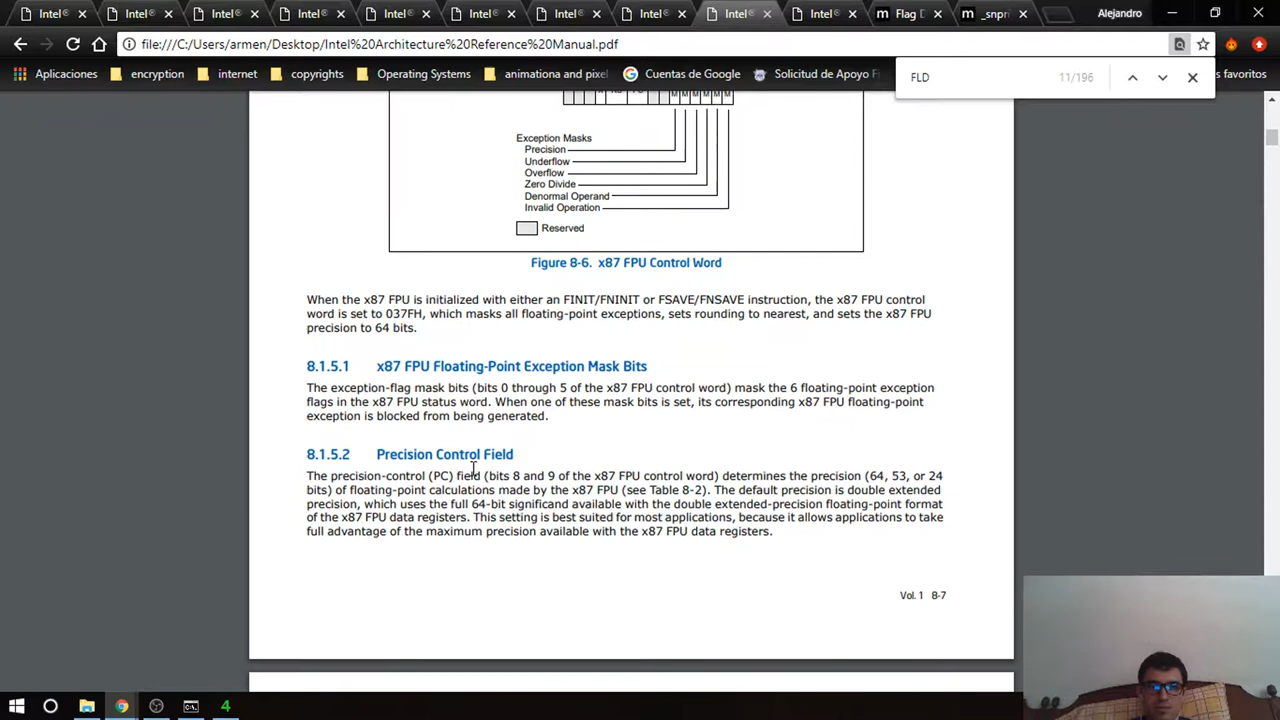 Intel® Intel® Intel® Intel® Intel® Intel® Intel® Intel® Intel® Intel® Flag D _snpri Alejandro
file:///C:/Users/armen/Desktop/Intel%20Architecture%20Reference%20Manual.pdf
Aplicaciones encryption internet copyrights Operating Systems animationa and pixel Cuentas de Google Solicitud de Apoyo F s favoritos
FLD 11/196
M M M M M M
Exception Masks
Precision
Underflow
Overflow
Zero Divide
Denormal Operand
Invalid Operation
Reserved
Figure 8-6. x87 FPU Control Word
When the x87 FPU is initialized with either an FINIT/FNINIT or FSAVE/FNSAVE instruction, the x87 FPU control
word is set to 037FH, which masks all floating-point exceptions, sets rounding to nearest, and sets the x87 FPU
precision to 64 bits.
8.1.5.1 x87 FPU Floating-Point Exception Mask Bits
The exception-flag mask bits (bits 0 through 5 of the x87 FPU control word) mask the 6 floating-point exception
flags in the x87 FPU status word. When one of these mask bits is set, its corresponding x87 FPU floating-point
exception is blocked from being generated.
8.1.5.2 Precision Control Field
The precision-control (PC) field (bits 8 and 9 of the x87 FPU control word) determines the precision (64, 53, or 24
bits) of floating-point calculations made by the x87 FPU (see Table 8-2). The default precision is double extended
precision, which uses the full 64-bit significand available with the double extended-precision floating-point format
of the x87 FPU data registers. This setting is best suited for most applications, because it allows applications to take
full advantage of the maximum precision available with the x87 FPU data registers.
Vol. 1 8-7